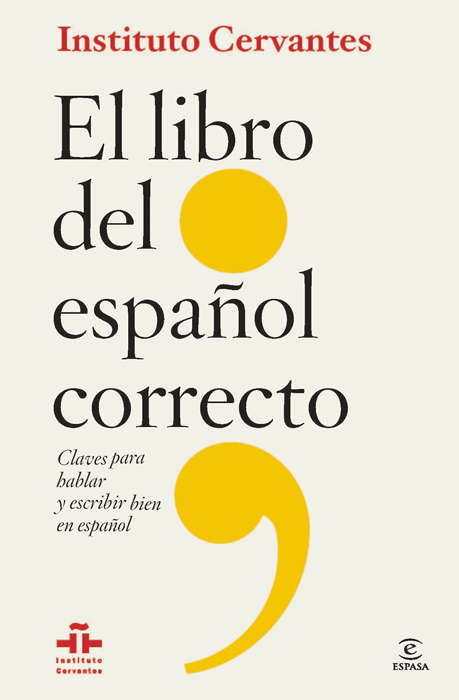 Instituto Cervantes
El libro
del
español
correcto
Claves para
hablar
y escribir bien
en español
Instituto
Cervantes
e
ESPASA